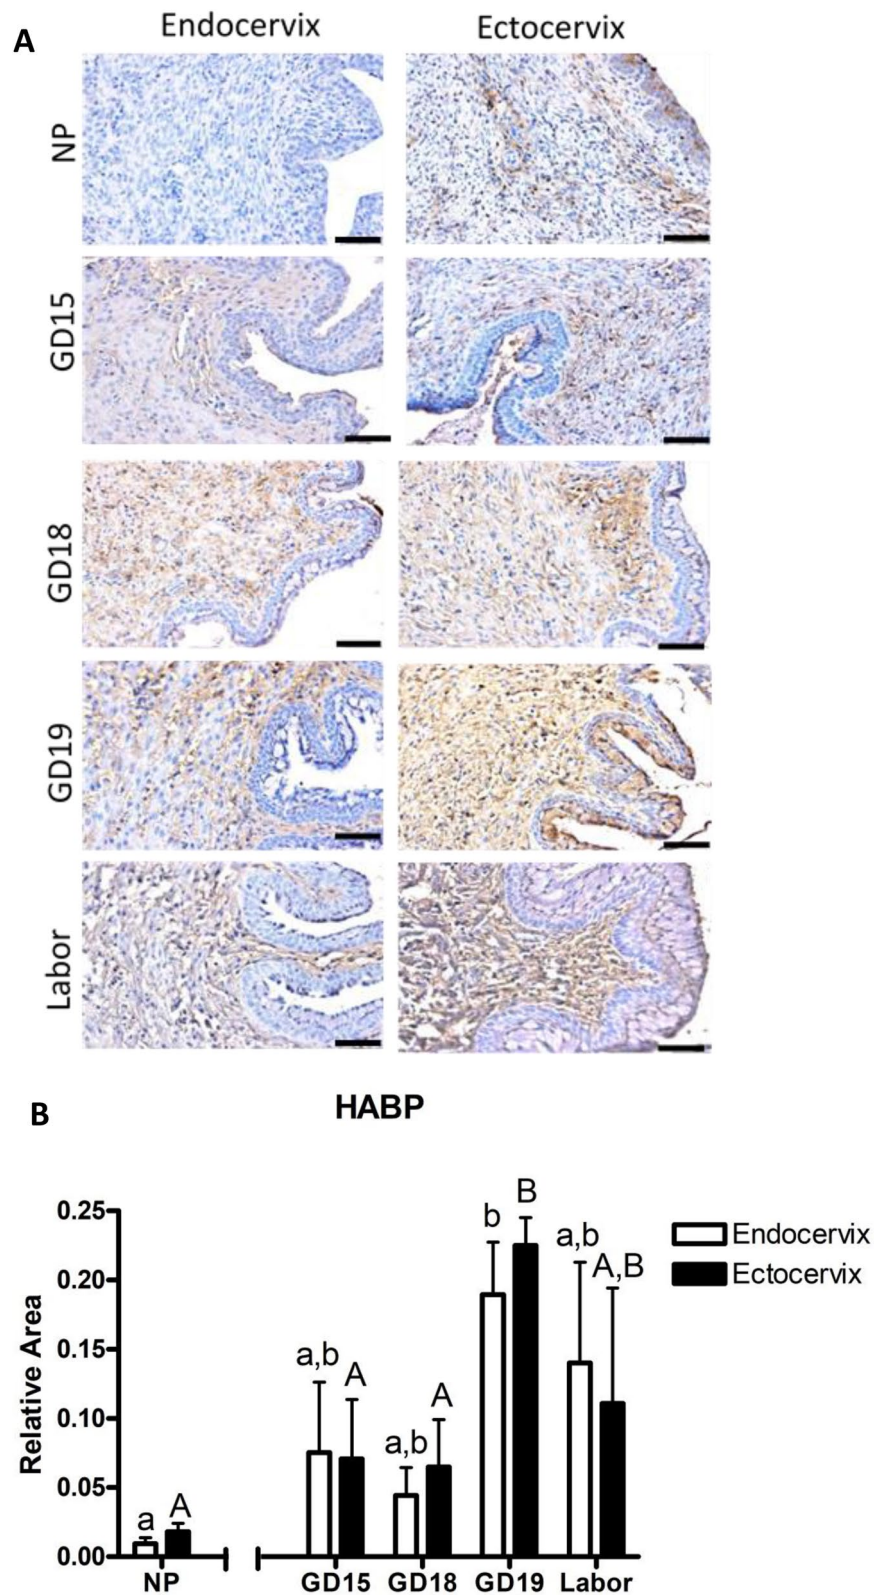 A
Endocervix Ectocervix
NP
GD15
GD18
GD19
Labor
B
HABP
Relative Area
0.25
0.20
0.15
0.10
0.05
0.00
a A
a,b A
a,b A
b B
a,b A,B
Endocervix
Ectocervix
NP GD15 GD18 GD19 Labor